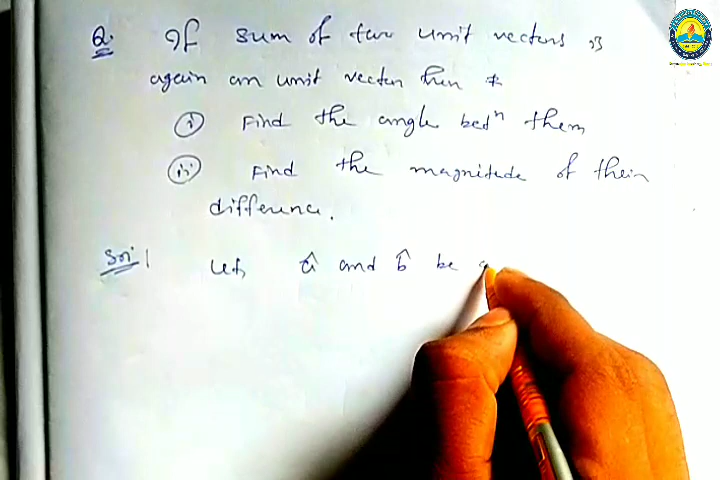 Q. If sum of two unit vectors is
again an unit vector then
(i) Find the angle betn them
(ii) Find the magnitude of their
difference.
Soln! Let, â and b̂ be